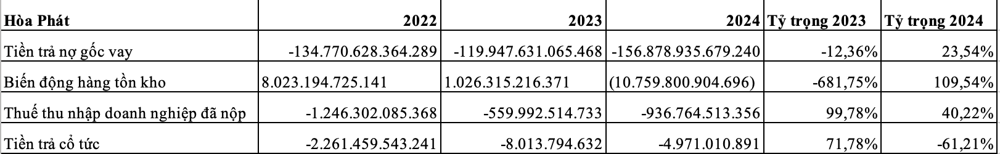 Hòa Phát 2022 2023 2024 Tỷ trọng 2023 Tỷ trọng 2024
Tiền trả nợ gốc vay -134.770.628.364.289 -119.947.631.065.468 -156.878.935.679.240 -12,36% 23,54%
Biến động hàng tồn kho 8.023.194.725.141 1.026.315.216.371 (10.759.800.904.696) -681,75% 109,54%
Thuế thu nhập doanh nghiệp đã nộp -1.246.302.085.368 -559.992.514.733 -936.764.513.356 99,78% 40,22%
Tiền trả cổ tức -2.261.459.543.241 -8.013.794.632 -4.971.010.891 71,78% -61,21%